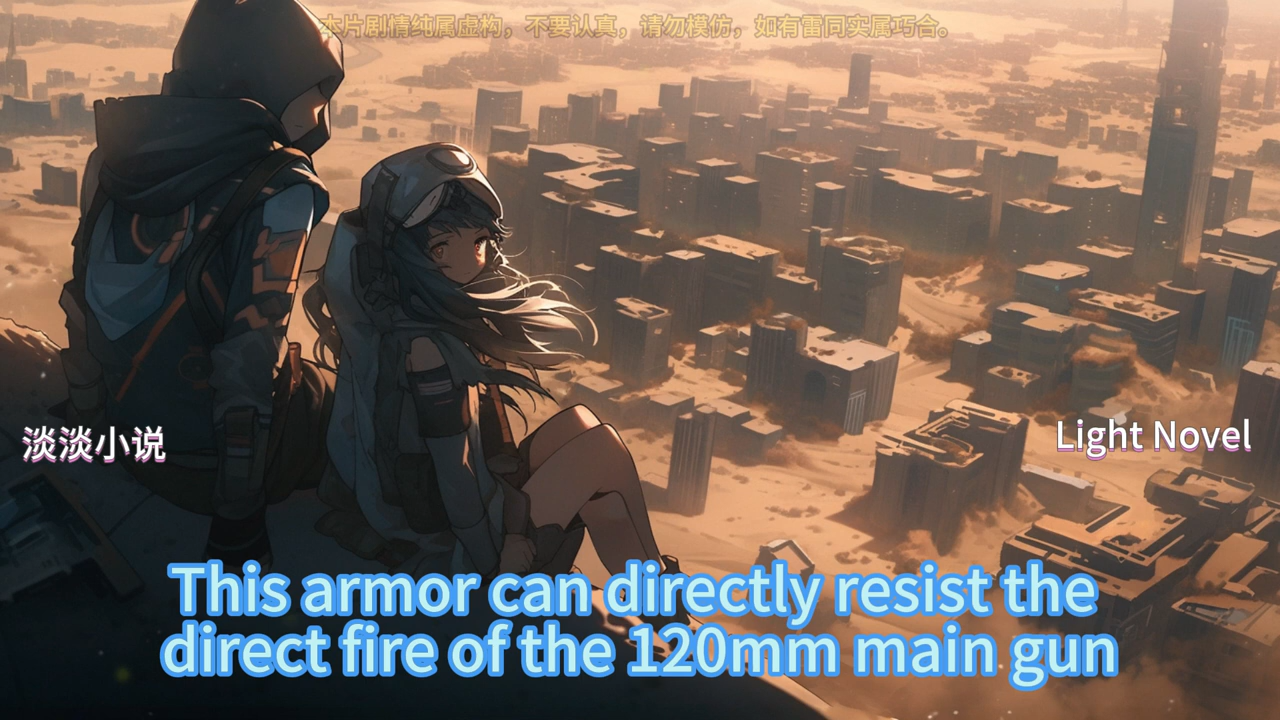 本片剧情纯属虚构，不要认真，请勿模仿，如有雷同实属巧合。
淡淡小说
Light Novel
This armor can directly resist the
direct fire of the 120mm main gun